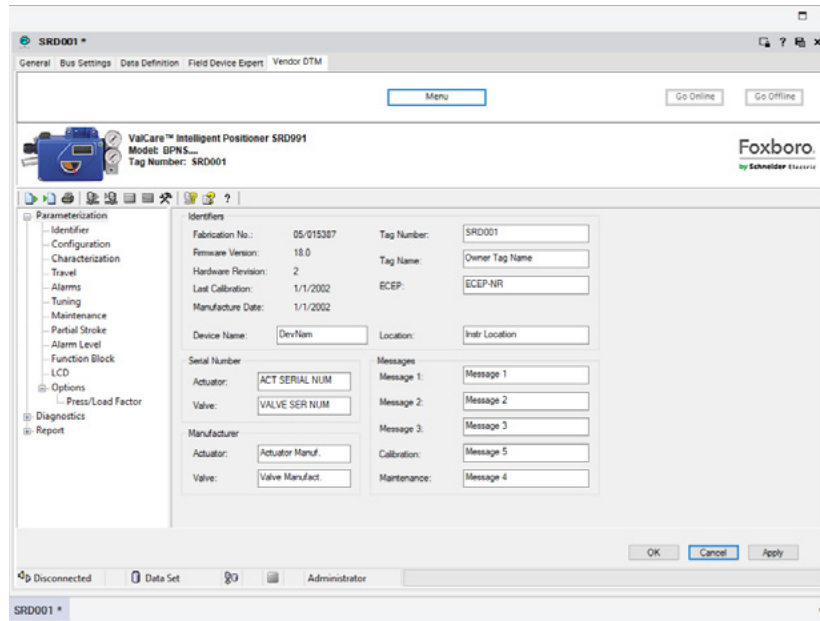 SRD001 *
General Bus Settings Data Definition Field Device Expert Vendor DTM
Menu Go Online Go Offline
ValCare™ Intelligent Positioner SRD991
Model: BPNS....
Tag Number: SRD001
Foxboro.
by Schneider Electric
Parameterization
Identifier
Configuration
Characterization
Travel
Alarms
Tuning
Maintenance
Partial Stroke
Alarm Level
Function Block
LCD
Options
Press/Load Factor
Diagnostics
Report
Identifiers
Fabrication No.: 05/015387
Firmware Version: 18.0
Hardware Revision: 2
Last Calibration: 1/1/2002
Manufacture Date: 1/1/2002
Device Name: DevNam
Tag Number: SRD001
Tag Name: Owner Tag Name
ECEP: ECEP-NR
Location: Instr Location
Serial Number
Actuator: ACT SERIAL NUM
Valve: VALVE SER NUM
Manufacturer
Actuator: Actuator Manuf.
Valve: Valve Manufact.
Messages
Message 1: Message 1
Message 2: Message 2
Message 3: Message 3
Calibration: Message 5
Maintenance: Message 4
OK Cancel Apply
Disconnected Data Set Administrator
SRD001 *